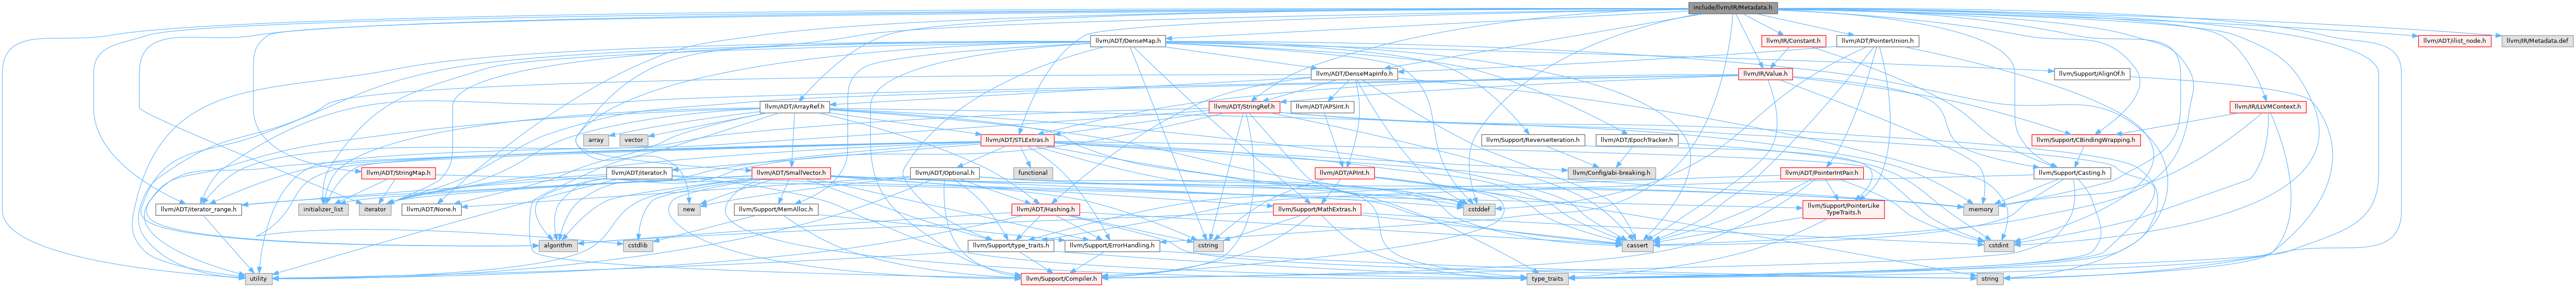 include/llvm/IR/Metadata.h
llvm/ADT/DenseMap.h
llvm/IR/Constant.h
llvm/ADT/PointerUnion.h
llvm/ADT/ilist_node.h
llvm/IR/Metadata.def
llvm/ADT/DenseMapInfo.h
llvm/IR/Value.h
llvm/Support/AlignOf.h
llvm/ADT/ArrayRef.h
llvm/ADT/StringRef.h
llvm/ADT/APSInt.h
llvm/IR/LLVMContext.h
array
vector
llvm/ADT/STLExtras.h
llvm/Support/ReverseIteration.h
llvm/ADT/EpochTracker.h
llvm/Support/CBindingWrapping.h
llvm/ADT/StringMap.h
llvm/ADT/iterator.h
llvm/ADT/SmallVector.h
llvm/ADT/Optional.h
functional
llvm/ADT/APInt.h
llvm/Config/abi-breaking.h
llvm/ADT/PointerIntPair.h
llvm/Support/Casting.h
llvm/ADT/iterator_range.h
initializer_list
iterator
llvm/ADT/None.h
new
llvm/Support/MemAlloc.h
llvm/ADT/Hashing.h
llvm/Support/MathExtras.h
cstddef
llvm/Support/PointerLike
TypeTraits.h
memory
algorithm
cstdlib
llvm/Support/type_traits.h
llvm/Support/ErrorHandling.h
cstring
cassert
cstdint
utility
llvm/Support/Compiler.h
type_traits
string